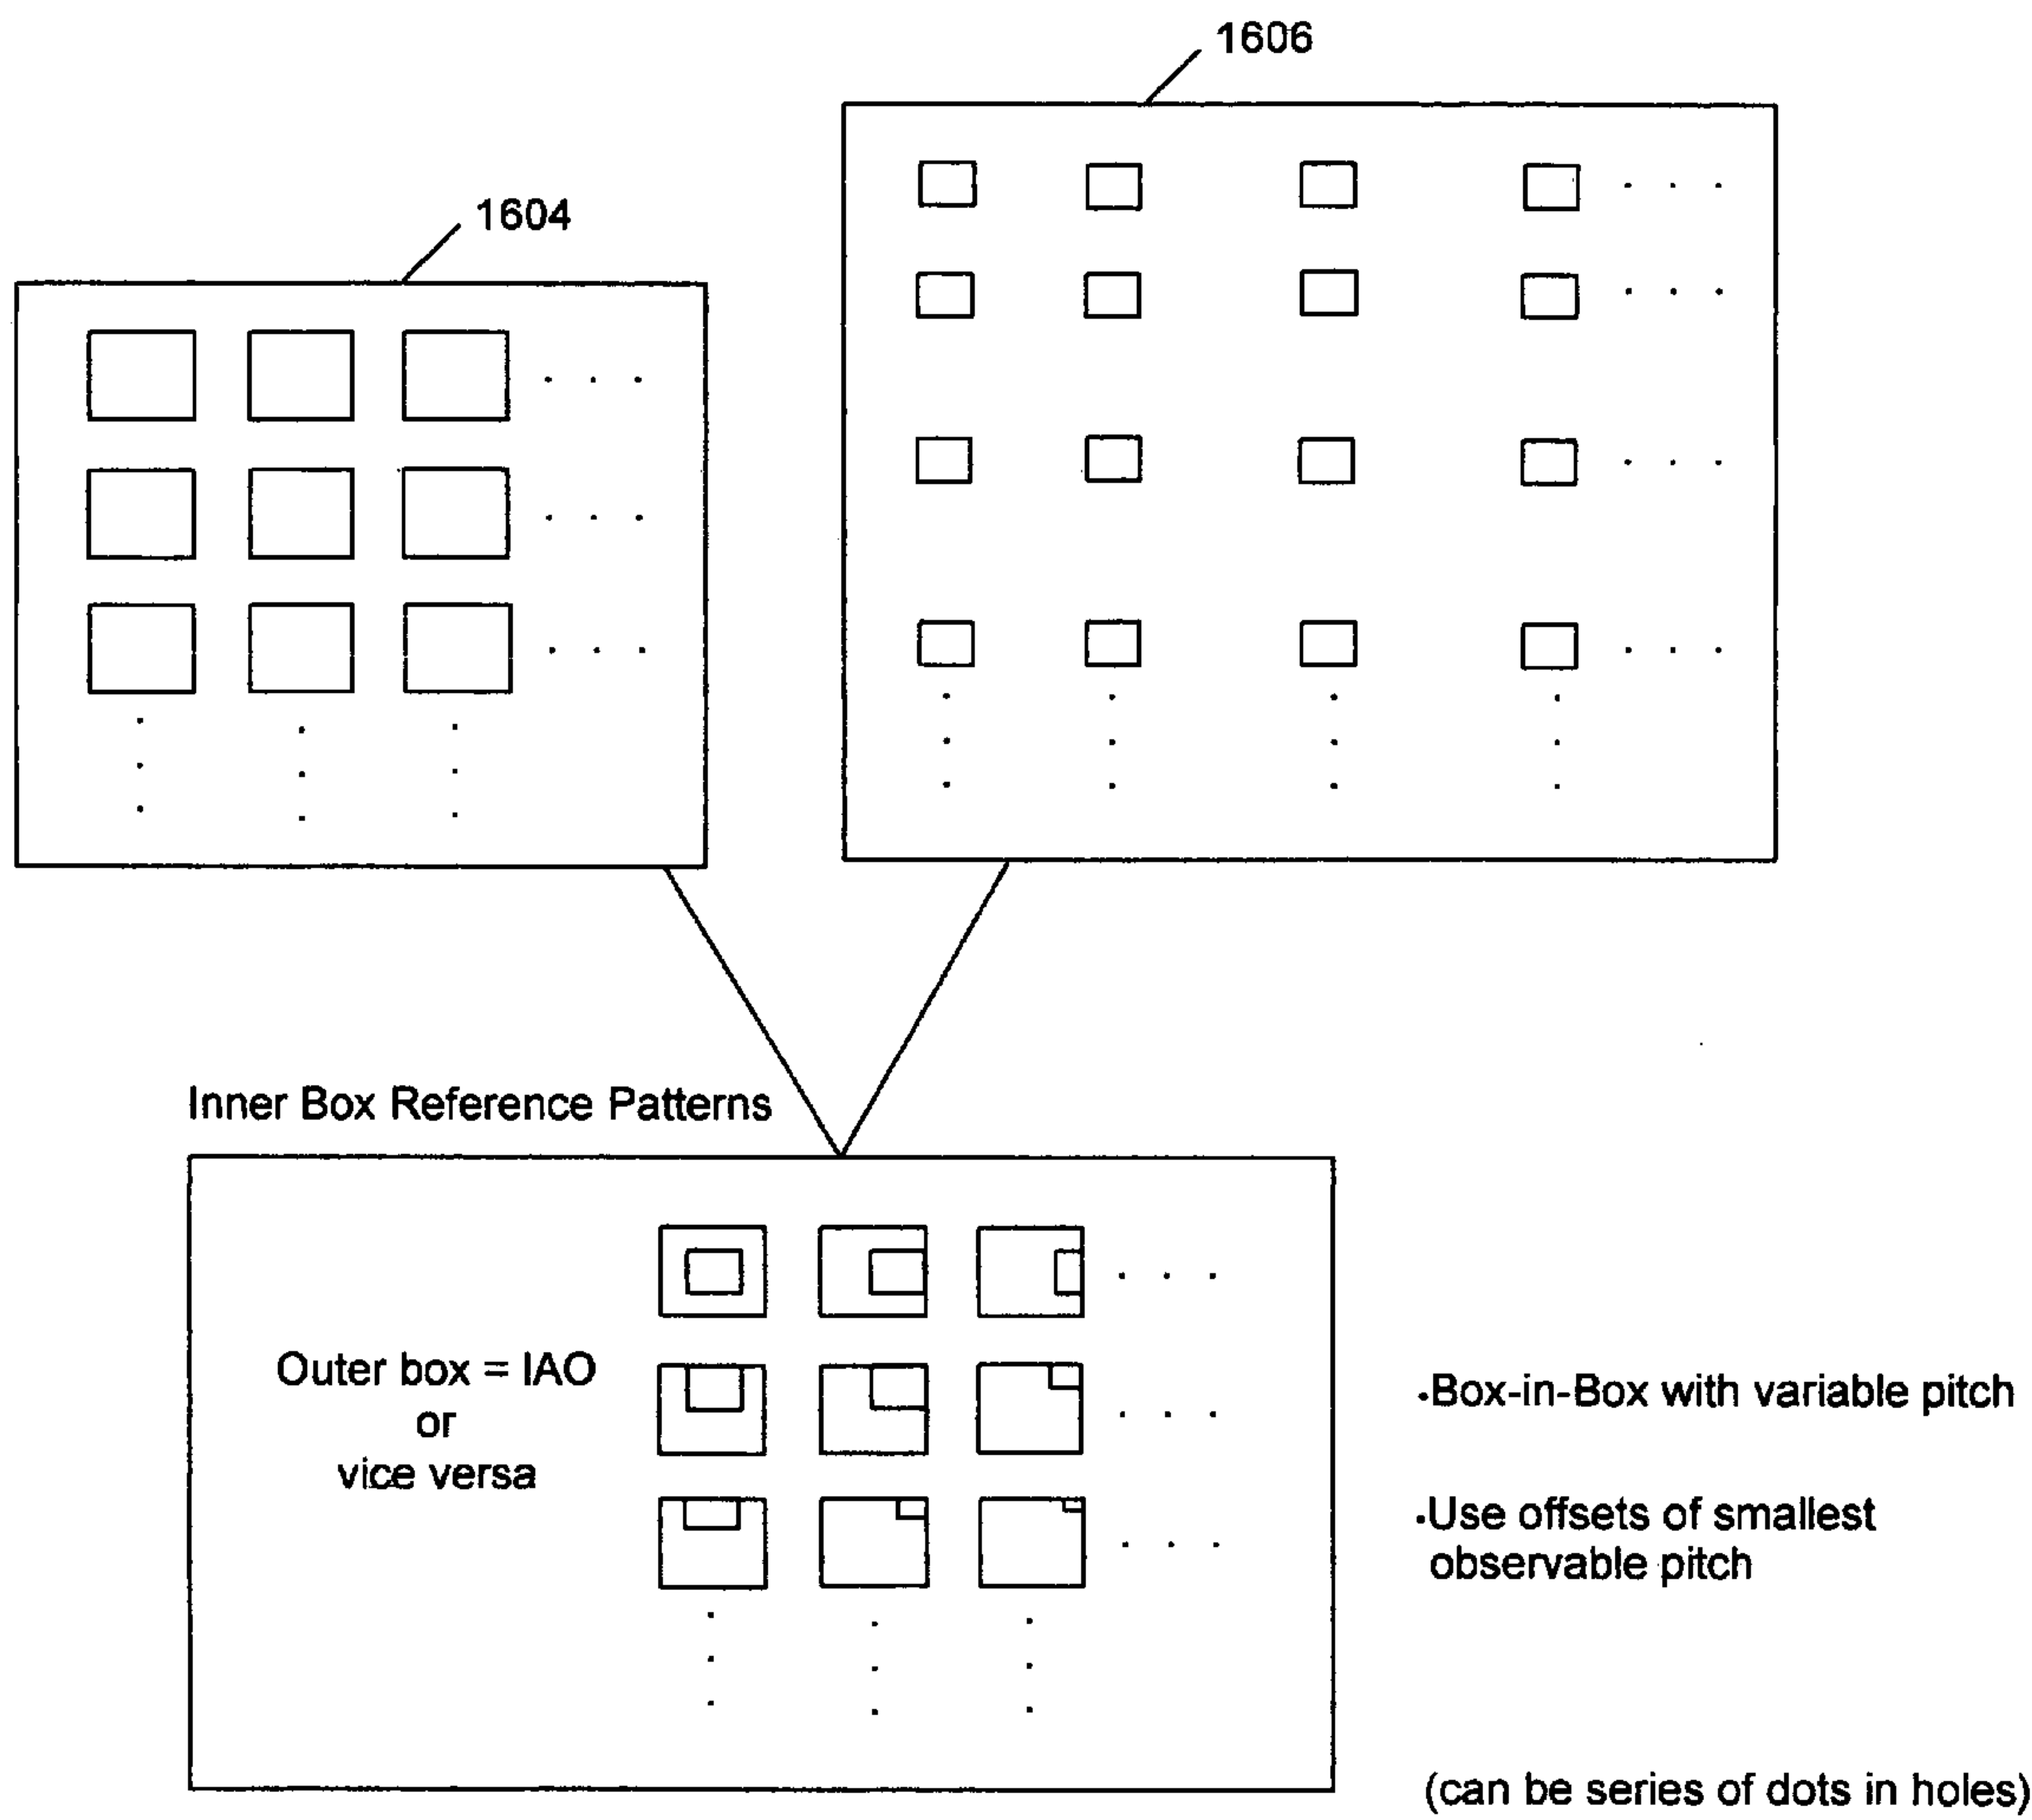 1606
1604
Inner Box Reference Patterns
Outer box = IAO
or
vice versa
·Box-in-Box with variable pitch
·Use offsets of smallest
observable pitch
(can be series of dots in holes)